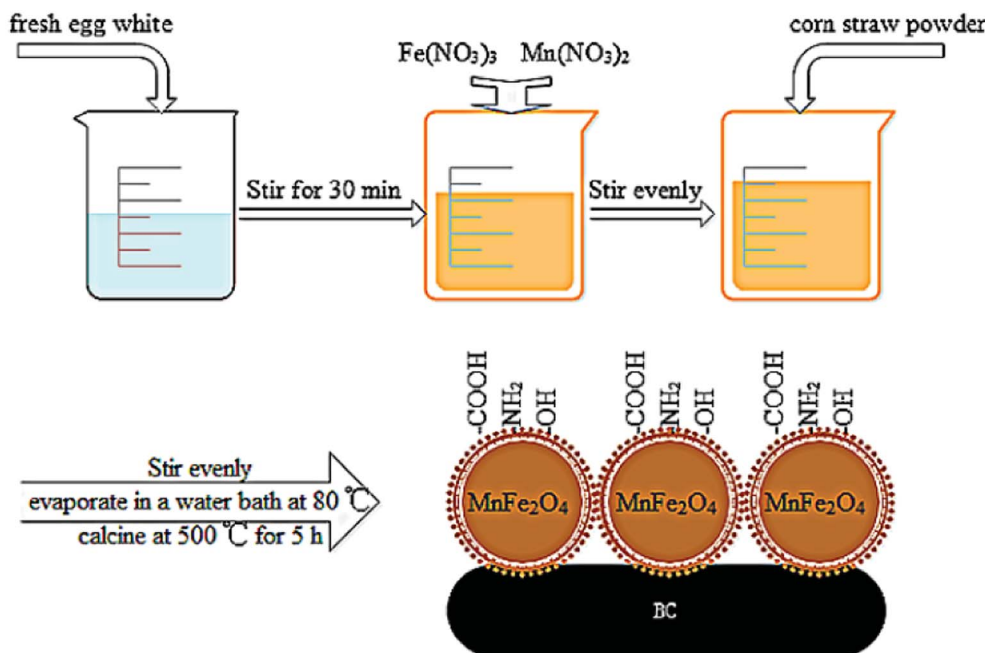 fresh egg white
Fe(NO₃)₃ Mn(NO₃)₂
corn straw powder
Stir for 30 min
Stir evenly
Stir evenly
evaporate in a water bath at 80 ℃
calcine at 500 ℃ for 5 h
-COOH -NH₂ -OH -COOH -NH₂ -OH -COOH -NH₂ -OH
MnFe₂O₄ MnFe₂O₄ MnFe₂O₄
BC